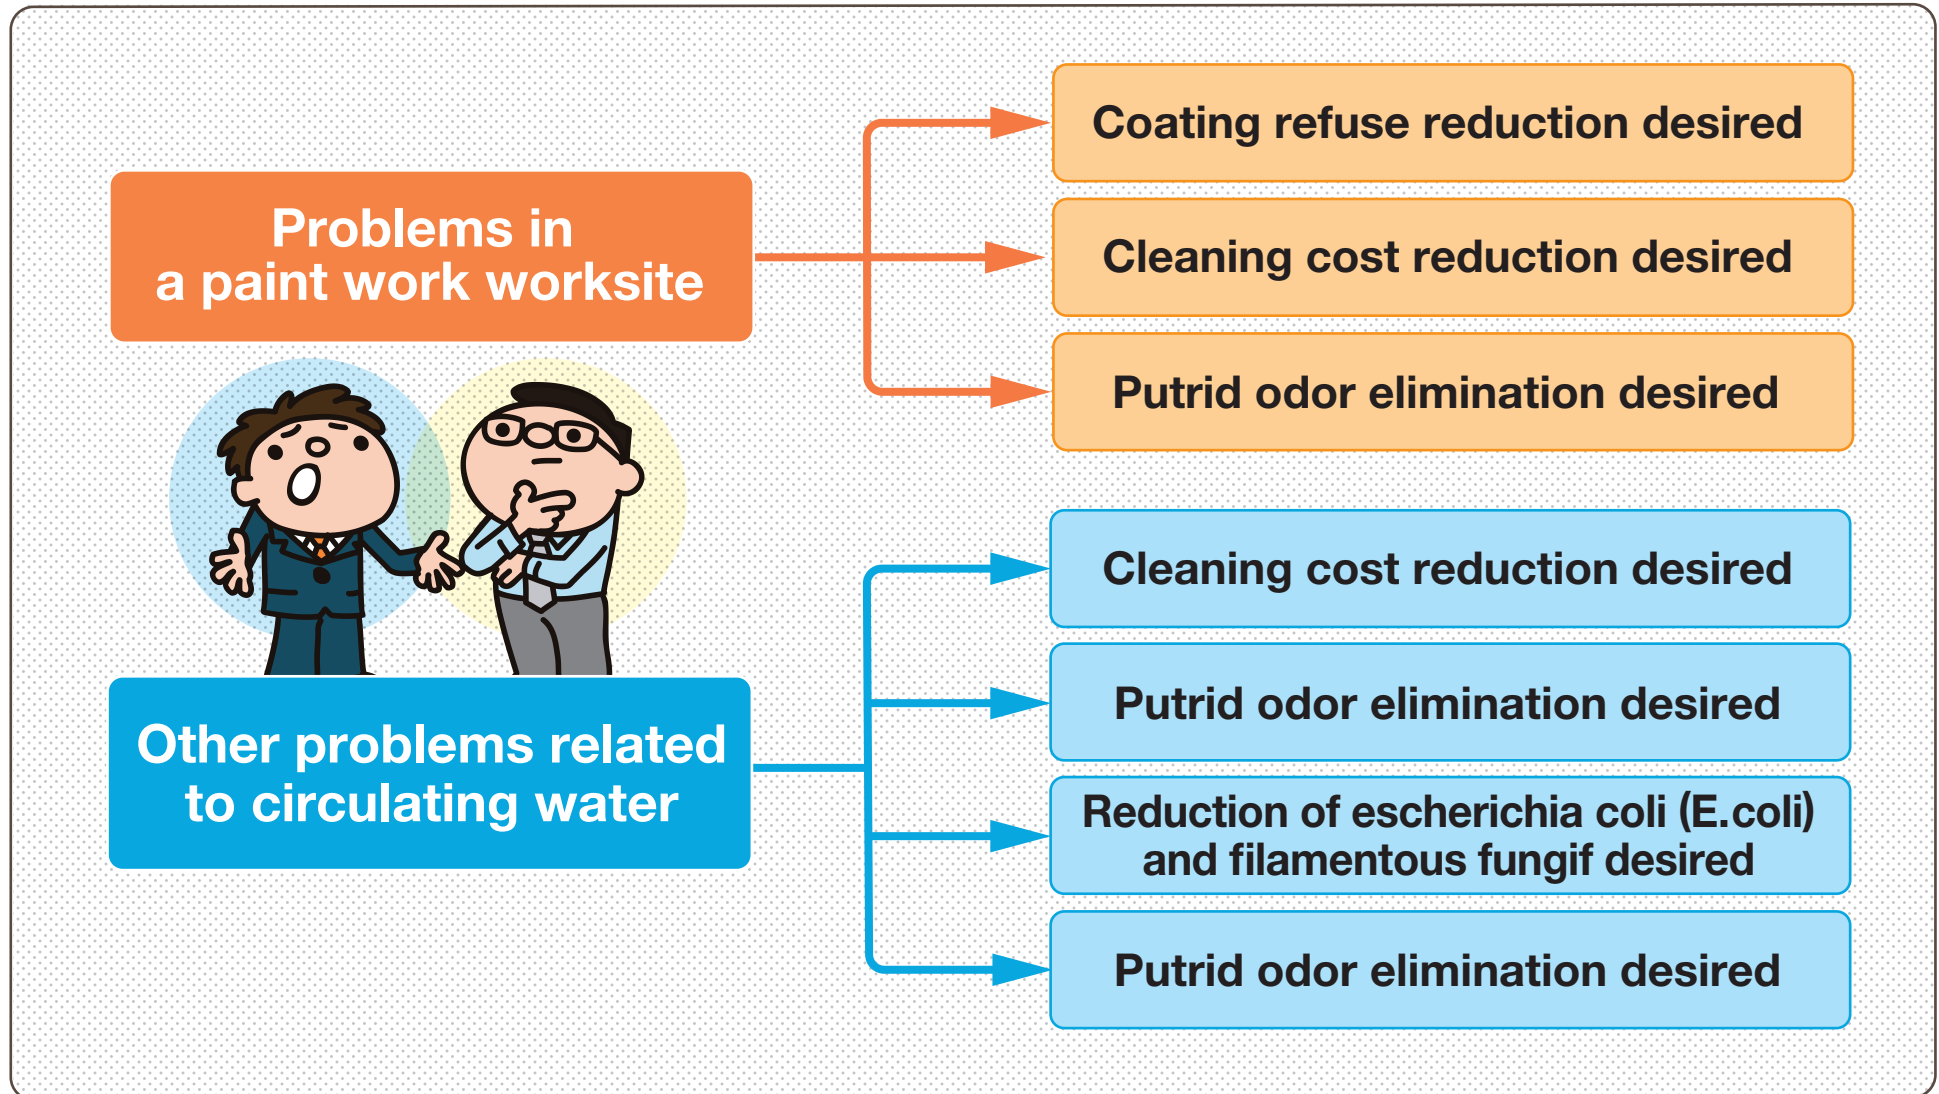 Problems in
a paint work worksite
Coating refuse reduction desired
Cleaning cost reduction desired
Putrid odor elimination desired
Other problems related
to circulating water
Cleaning cost reduction desired
Putrid odor elimination desired
Reduction of escherichia coli (E.coli)
and filamentous fungif desired
Putrid odor elimination desired